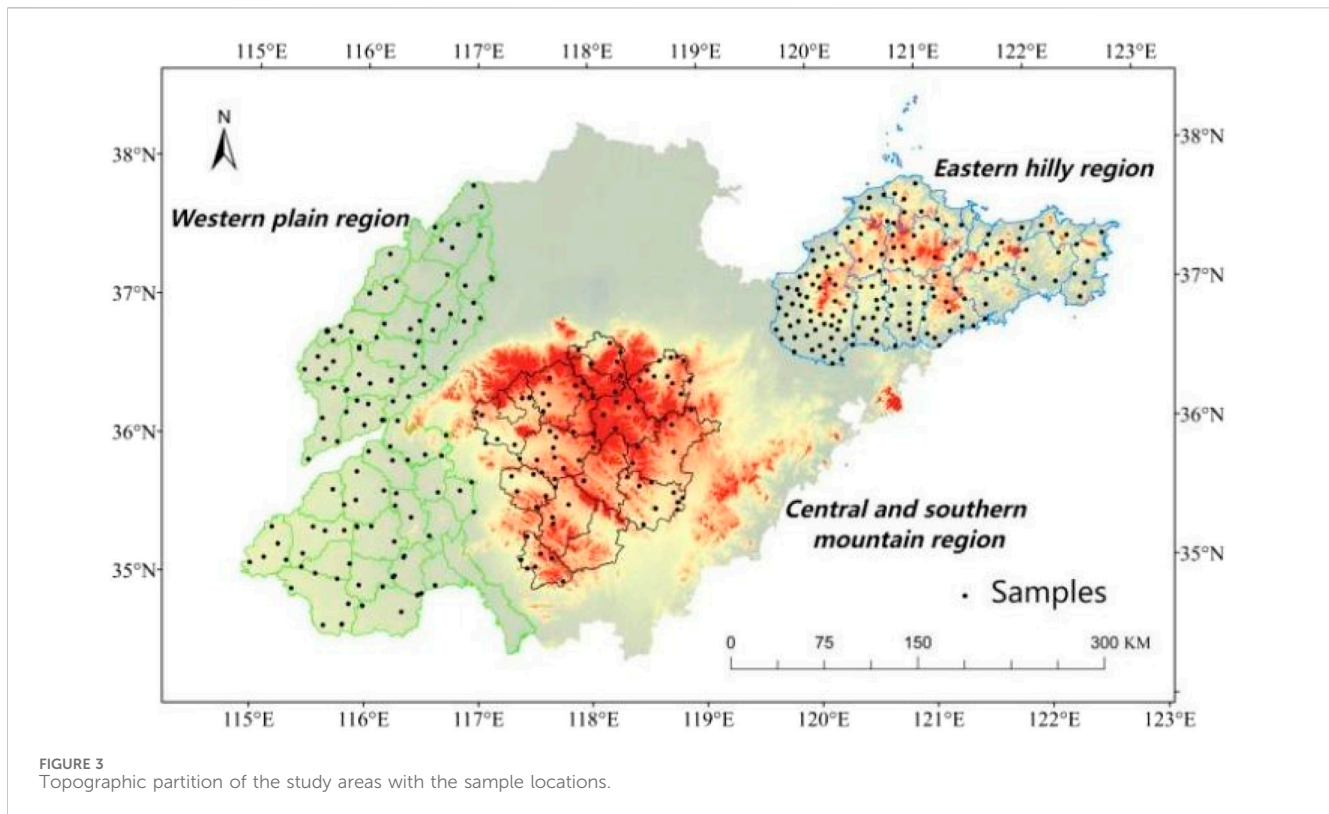 115°E 116°E 117°E 118°E 119°E 120°E 121°E 122°E 123°E
N
38°N
38°N
Eastern hilly region
Western plain region
37°N
37°N
36°N
36°N
Central and southern
mountain region
35°N
35°N
Samples
0 75 150 300 KM
115°E 116°E 117°E 118°E 119°E 120°E 121°E 122°E 123°E
FIGURE 3
Topographic partition of the study areas with the sample locations.